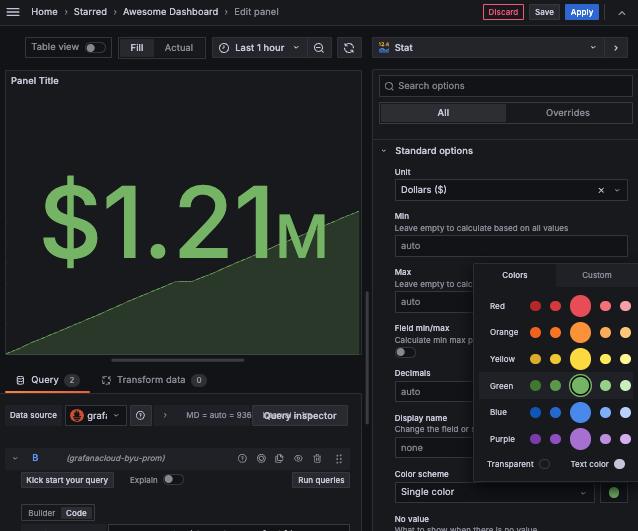 Home > Starred > Awesome Dashboard > Edit panel
Discard Save Apply
Table view Fill Actual Last 1 hour
12.4 Stat
Panel Title
$1.21M
Search options
All Overrides
Standard options
Unit
Dollars ($)
Min
Leave empty to calculate based on all values
auto
Max
Leave empty to calc
auto
Field min/max
Calculate min max p
Decimals
auto
Display name
Change the field or s
none
Color scheme
Single color
No value
What to show when there is no value
Colors Custom
Red
Orange
Yellow
Green
Blue
Purple
Transparent Text color
Query 2 Transform data 0
Data source grafa MD = auto = 936 Query inspector
B (grafanacloud-byu-prom)
Kick start your query Explain Run queries
Builder Code